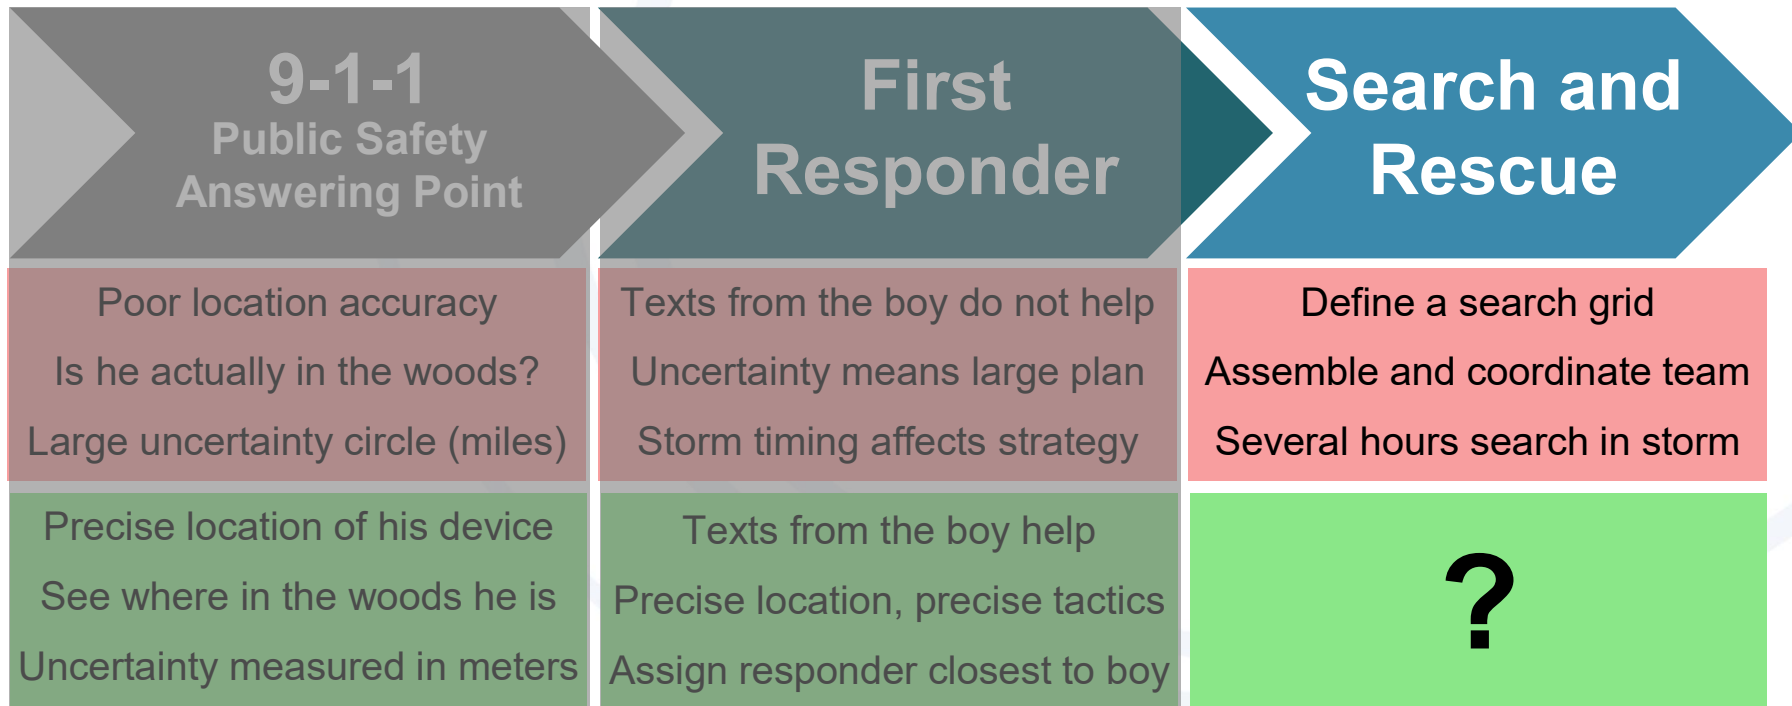 9-1-1
Public Safety
Answering Point
First
Responder
Search and
Rescue
Poor location accuracy
Is he actually in the woods?
Large uncertainty circle (miles)
Texts from the boy do not help
Uncertainty means large plan
Storm timing affects strategy
Define a search grid
Assemble and coordinate team
Several hours search in storm
Precise location of his device
See where in the woods he is
Uncertainty measured in meters
Texts from the boy help
Precise location, precise tactics
Assign responder closest to boy
?